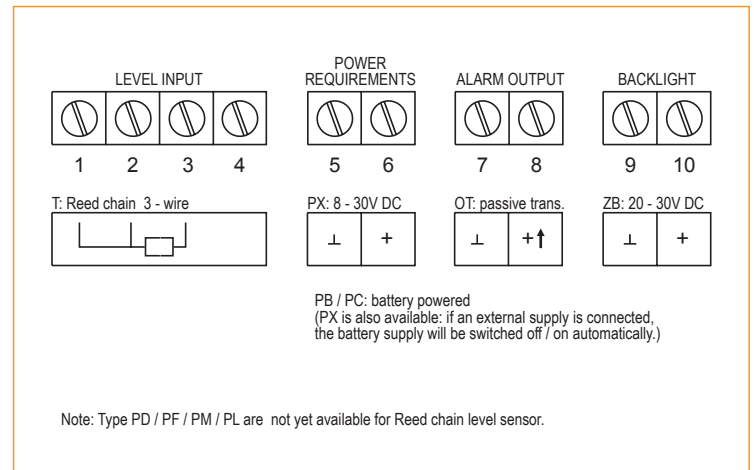 POWER
LEVEL INPUT REQUIREMENTS ALARM OUTPUT BACKLIGHT
1 2 3 4 5 6 7 8 9 10
T: Reed chain 3 - wire PX: 8 - 30V DC OT: passive trans. ZB: 20 - 30V DC
⊥ + ⊥ +↑ ⊥ +
PB / PC: battery powered
(PX is also available: if an external supply is connected,
the battery supply will be switched off / on automatically.)
Note: Type PD / PF / PM / PL are not yet available for Reed chain level sensor.